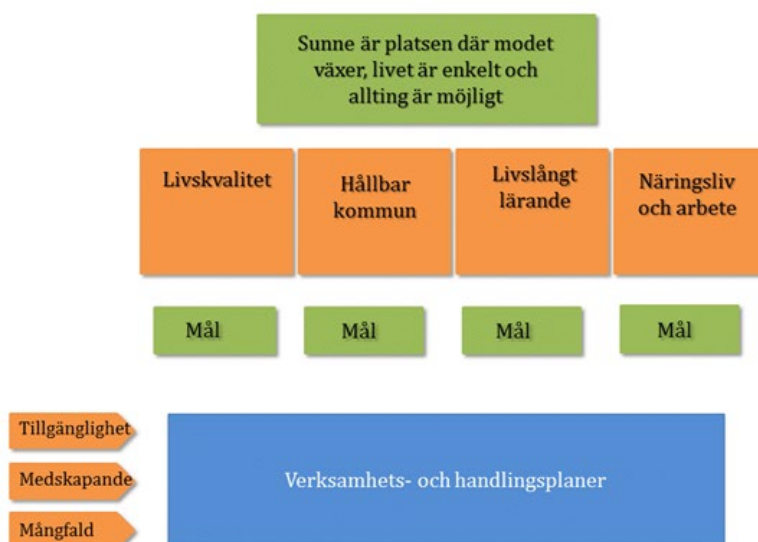 Sunne är platsen där modet
växer, livet är enkelt och
allting är möjligt
Livskvalitet
Hållbar
kommun
Livslångt
lärande
Näringsliv
och arbete
Mål
Mål
Mål
Mål
Tillgänglighet
Medskapande
Mångfald
Verksamhets- och handlingsplaner